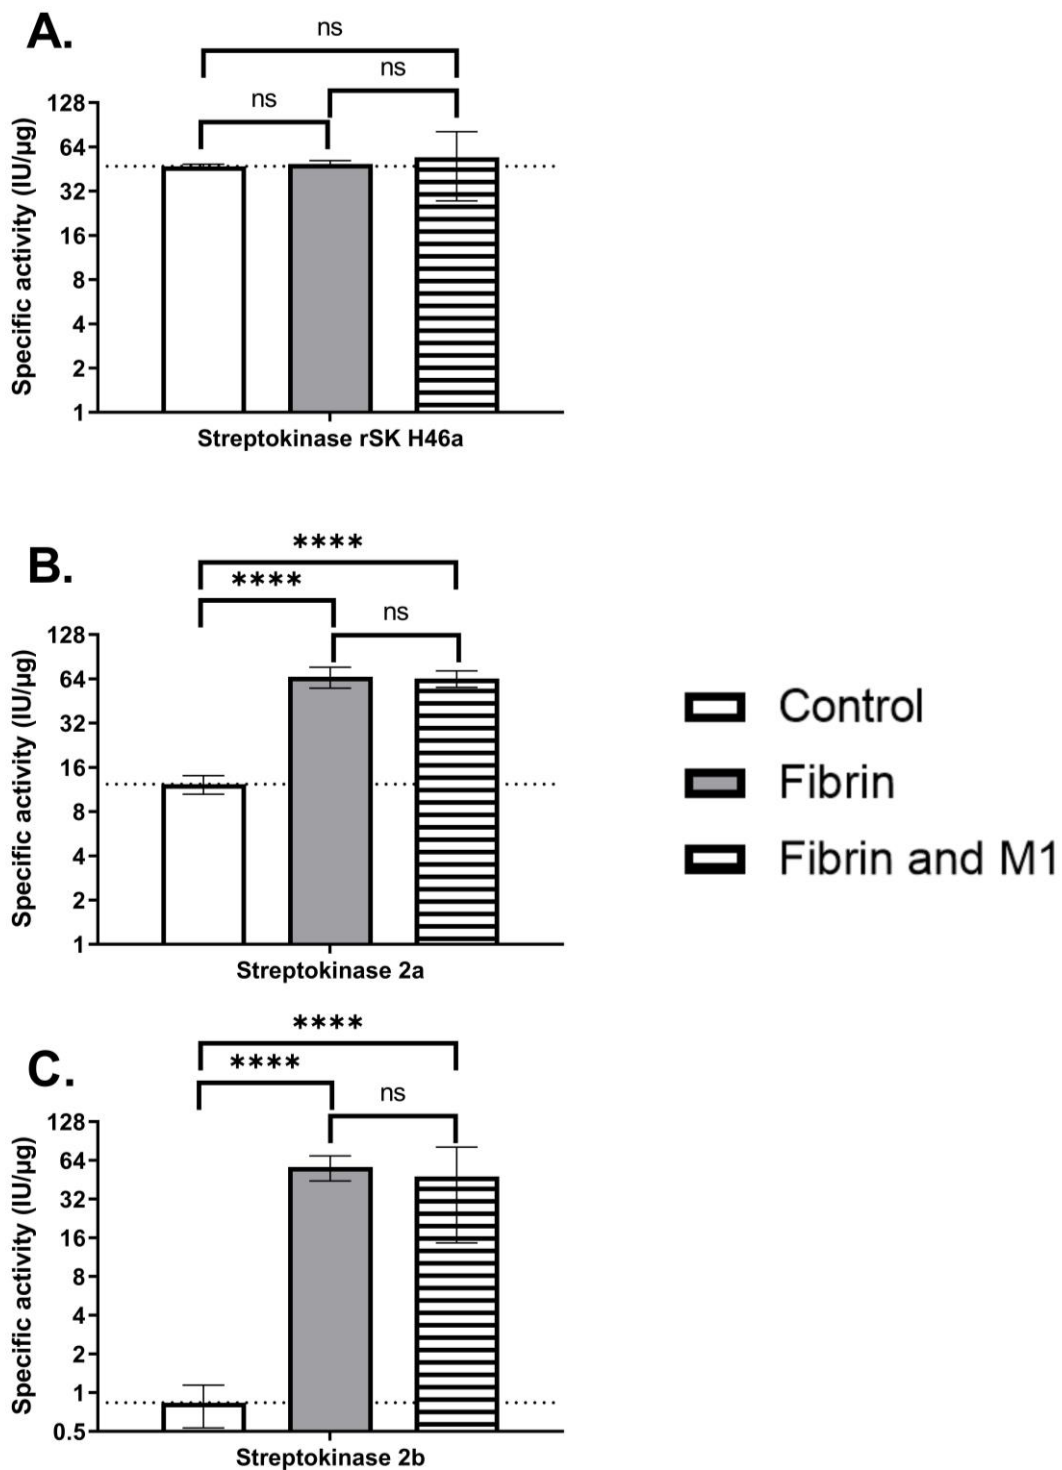 A.
ns
ns
ns
128
64
32
16
8
4
2
1
Specific activity (IU/µg)
Streptokinase rSK H46a
B.
****
****
ns
128
64
32
16
8
4
2
1
Specific activity (IU/µg)
Streptokinase 2a
Control
Fibrin
Fibrin and M1
C.
****
****
ns
128
64
32
16
8
4
2
1
0.5
Specific activity (IU/µg)
Streptokinase 2b